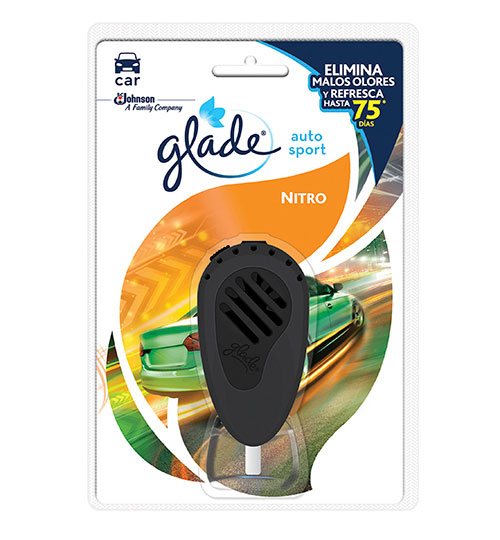 car
SC Johnson
A Family Company
ELIMINA
MALOS OLORES
Y REFRESCA
HASTA 75*
DÍAS
glade®
auto
sport
NITRO
glade